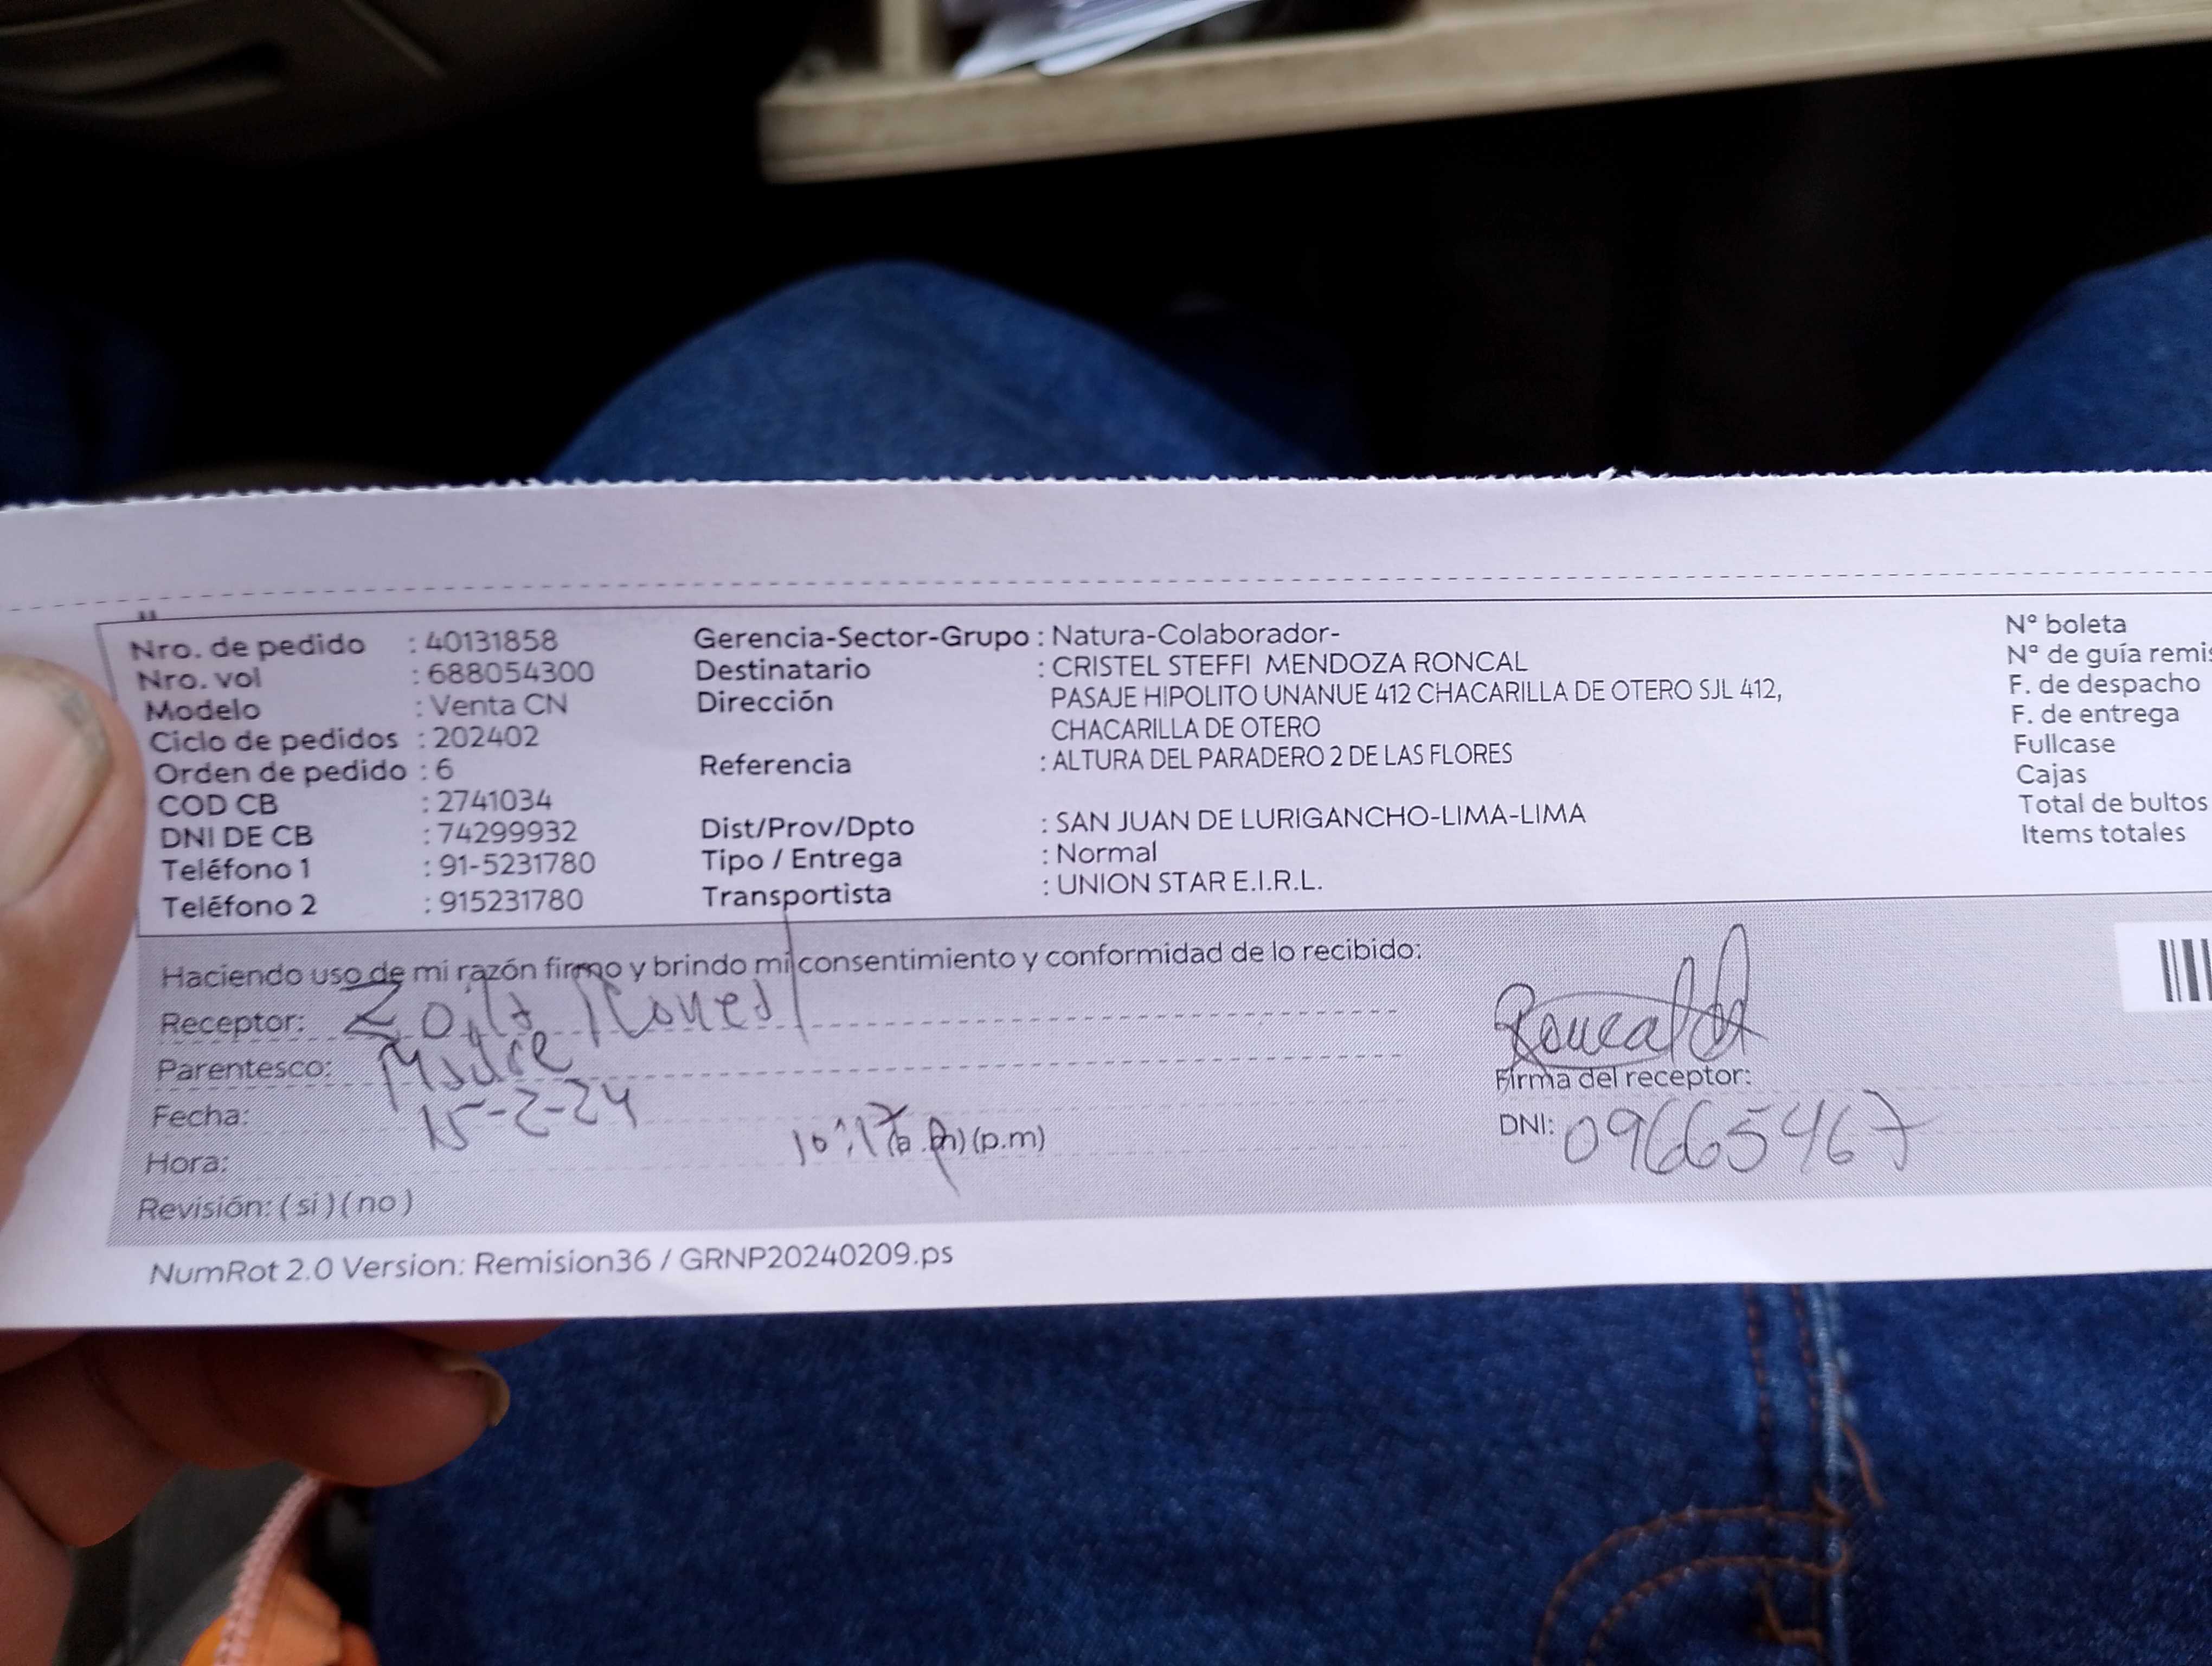 Nro. de pedido : 40131858
Nro. vol : 688054300
Modelo : Venta CN
Ciclo de pedidos : 202402
Orden de pedido : 6
COD CB : 2741034
DNI DE CB : 74299932
Teléfono 1 : 91-5231780
Teléfono 2 : 915231780
Gerencia-Sector-Grupo : Natura-Colaborador-
Destinatario : CRISTEL STEFFI MENDOZA RONCAL
Dirección PASAJE HIPOLITO UNANUE 412 CHACARILLA DE OTERO SJL 412,
CHACARILLA DE OTERO
Referencia : ALTURA DEL PARADERO 2 DE LAS FLORES
Dist/Prov/Dpto : SAN JUAN DE LURIGANCHO-LIMA-LIMA
Tipo / Entrega : Normal
Transportista : UNION STAR E.I.R.L.
N° boleta
N° de guía remis
F. de despacho
F. de entrega
Fullcase
Cajas
Total de bultos
Items totales
Haciendo uso de mi razón firmo y brindo mi consentimiento y conformidad de lo recibido:
Receptor:
Parentesco: Madre
Fecha: 15-2-24
Hora: (p.m)
Revisión: (si) (no)
Roncal
Firma del receptor:
DNI: 09665467
NumRot 2.0 Version: Remision36 / GRNP20240209.ps